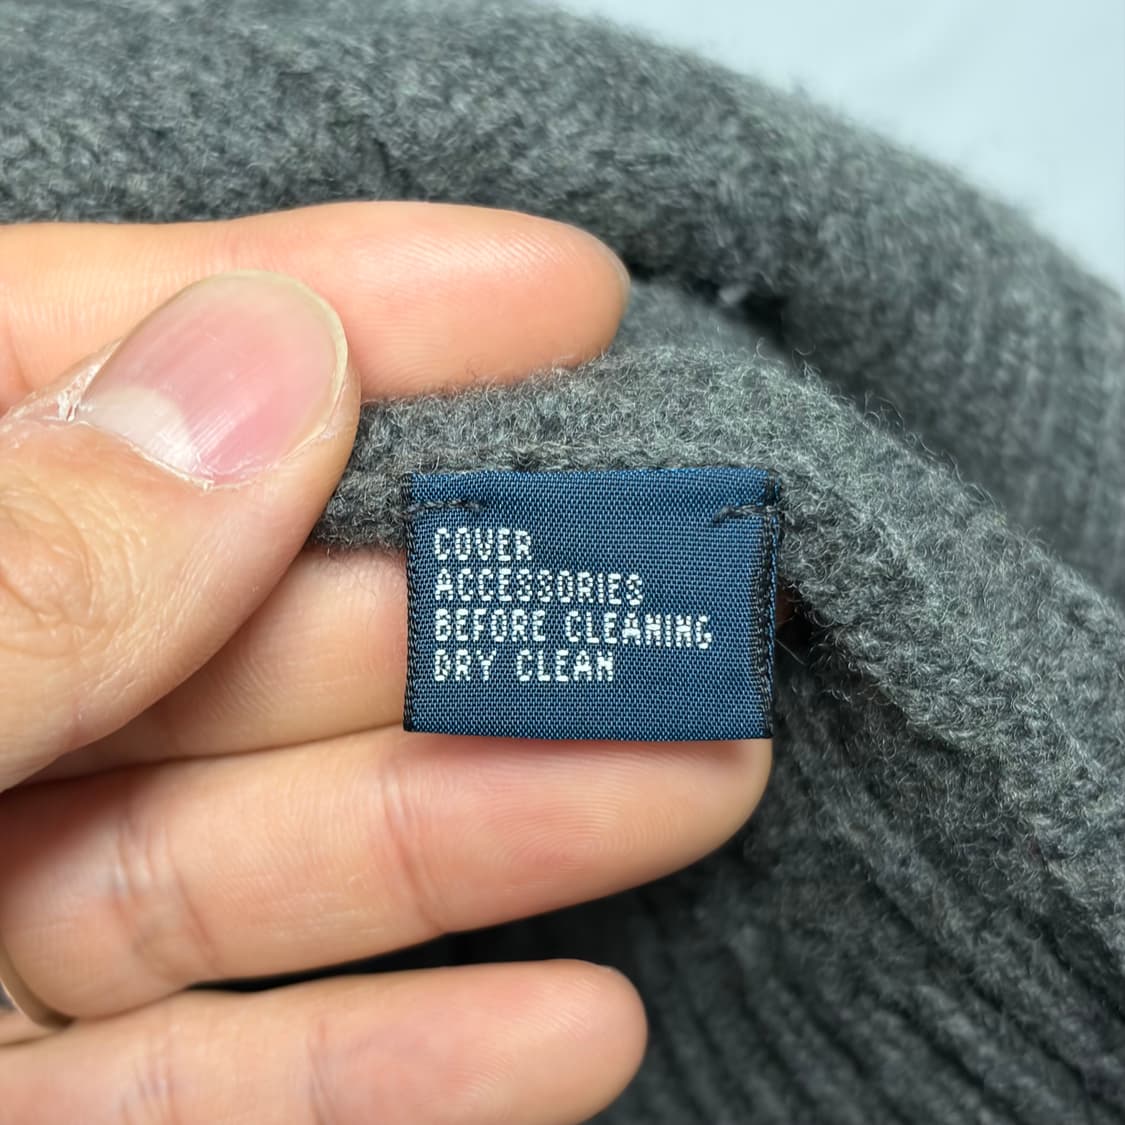 COVER
ACCESSORIES
BEFORE CLEANING
DRY CLEAN